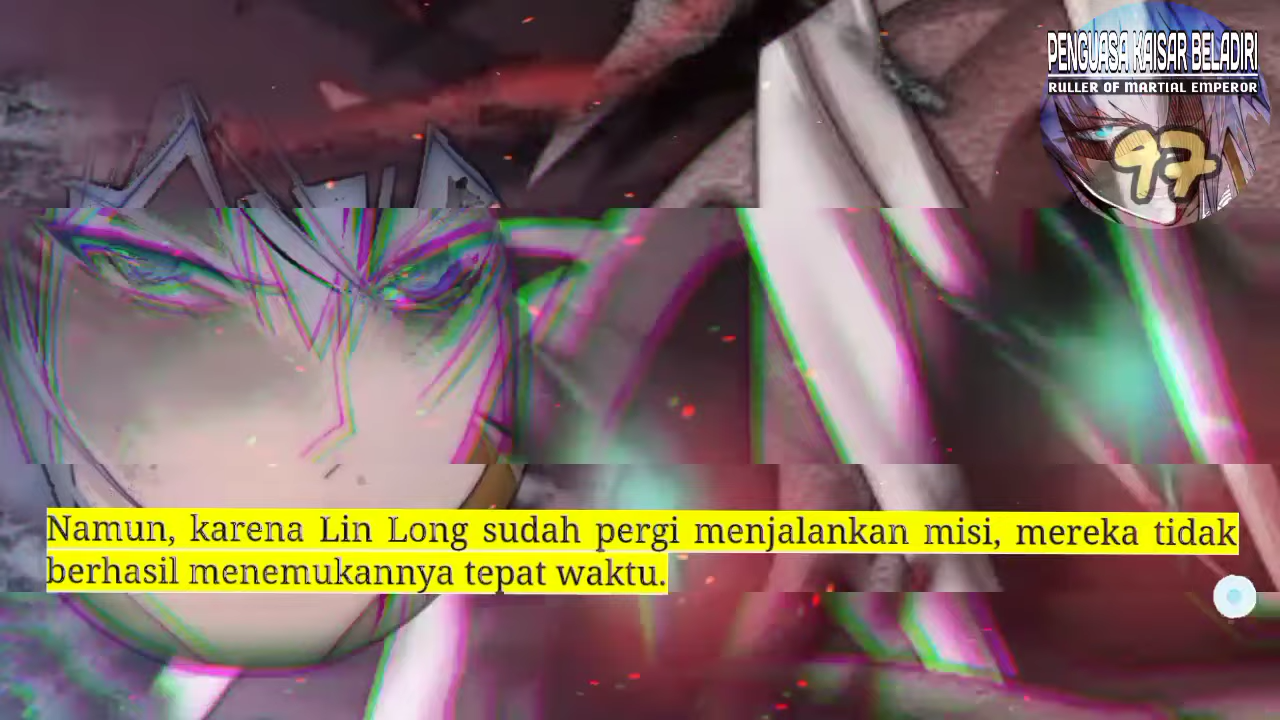 PENGUASA KAISAR BELADIRI
RULLER OF MARTIAL EMPEROR
97
Namun, karena Lin Long sudah pergi menjalankan misi, mereka tidak
berhasil menemukannya tepat waktu.